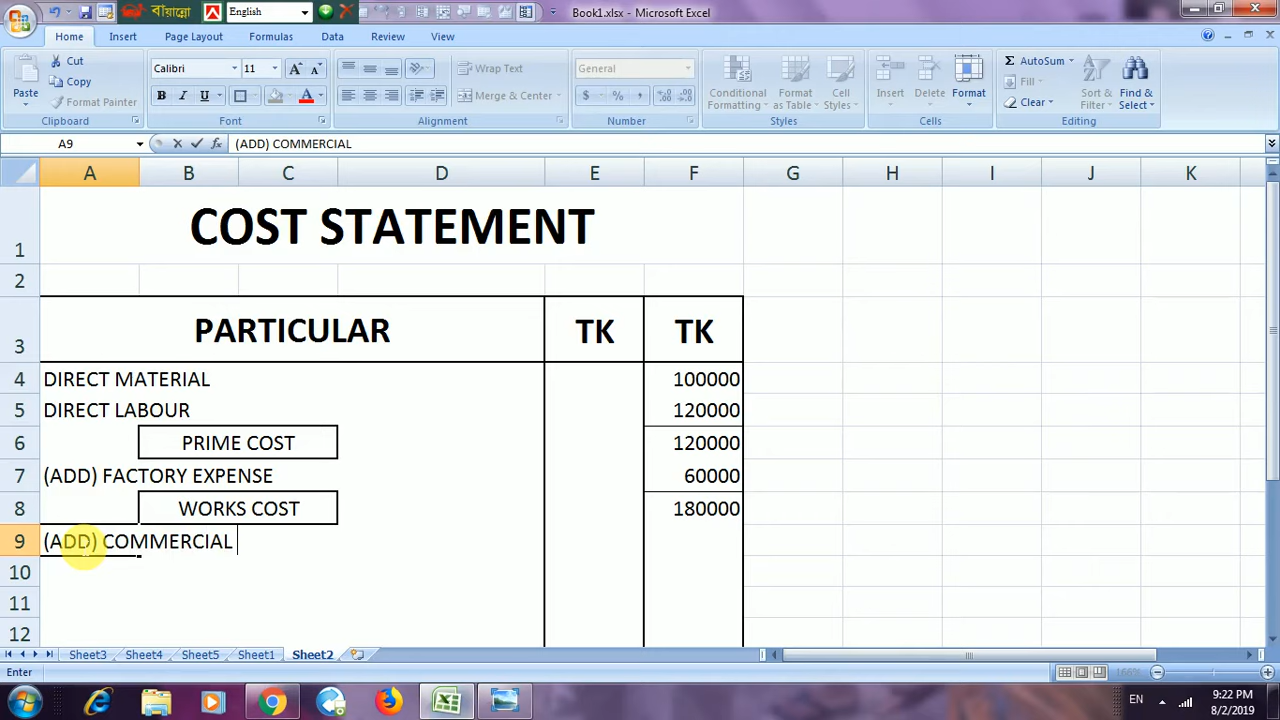 বায়ান্নো English Book1.xlsx - Microsoft Excel
Home Insert Page Layout Formulas Data Review View
Paste Cut Copy Format Painter Clipboard
Calibri 11 A A B I U A Font
Wrap Text Merge & Center Alignment
General $ % , Number
Conditional Formatting Format as Table Cell Styles Styles
Insert Delete Format Cells
Σ AutoSum Fill Clear Sort & Filter Find & Select Editing
A9 fx (ADD) COMMERCIAL
A B C D E F G H I J K
1 COST STATEMENT
2
3 PARTICULAR TK TK
4 DIRECT MATERIAL 100000
5 DIRECT LABOUR 120000
6 PRIME COST 120000
7 (ADD) FACTORY EXPENSE 60000
8 WORKS COST 180000
9 (ADD) COMMERCIAL
10
11
12
Sheet3 Sheet4 Sheet5 Sheet1 Sheet2
Enter 166%
EN 9:22 PM
8/2/2019